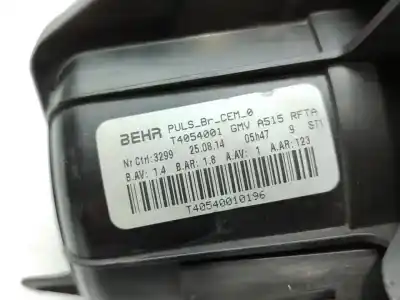 BEHR PULS_Br_CEM_0
T4054001 GMV A515 RFTA
Nr Ctrl:3299 25.08.14 05h47 9 ST1
B.AV: 1.4 B.AR: 1.8 A.AV: 1 A.AR: 123
T40540010196